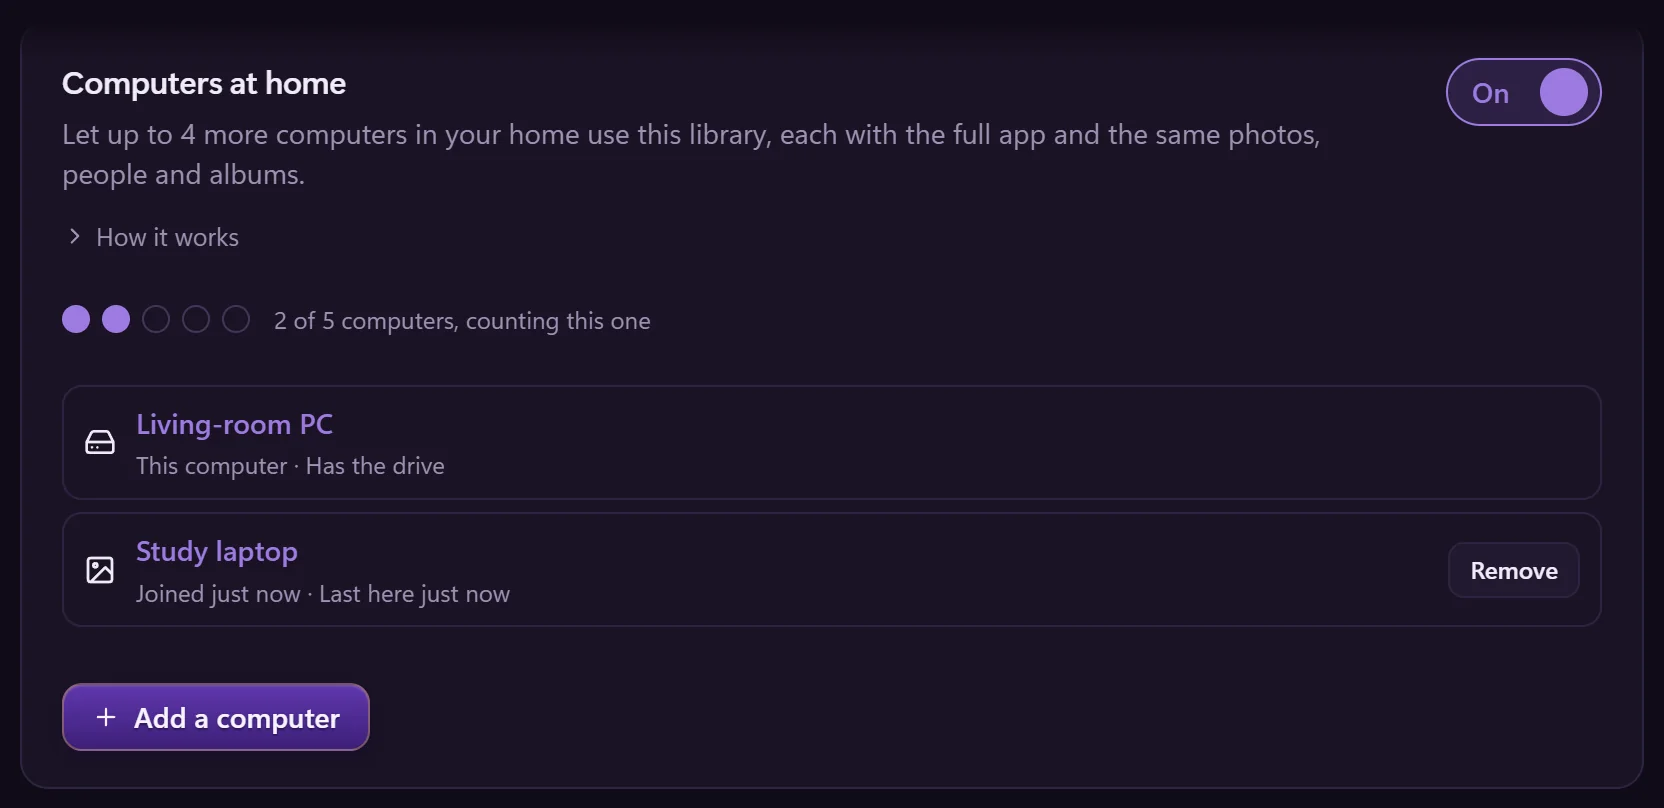 Computers at home
On
Let up to 4 more computers in your home use this library, each with the full app and the same photos,
people and albums.
How it works
2 of 5 computers, counting this one
Living-room PC
This computer · Has the drive
Study laptop
Joined just now · Last here just now
Remove
Add a computer